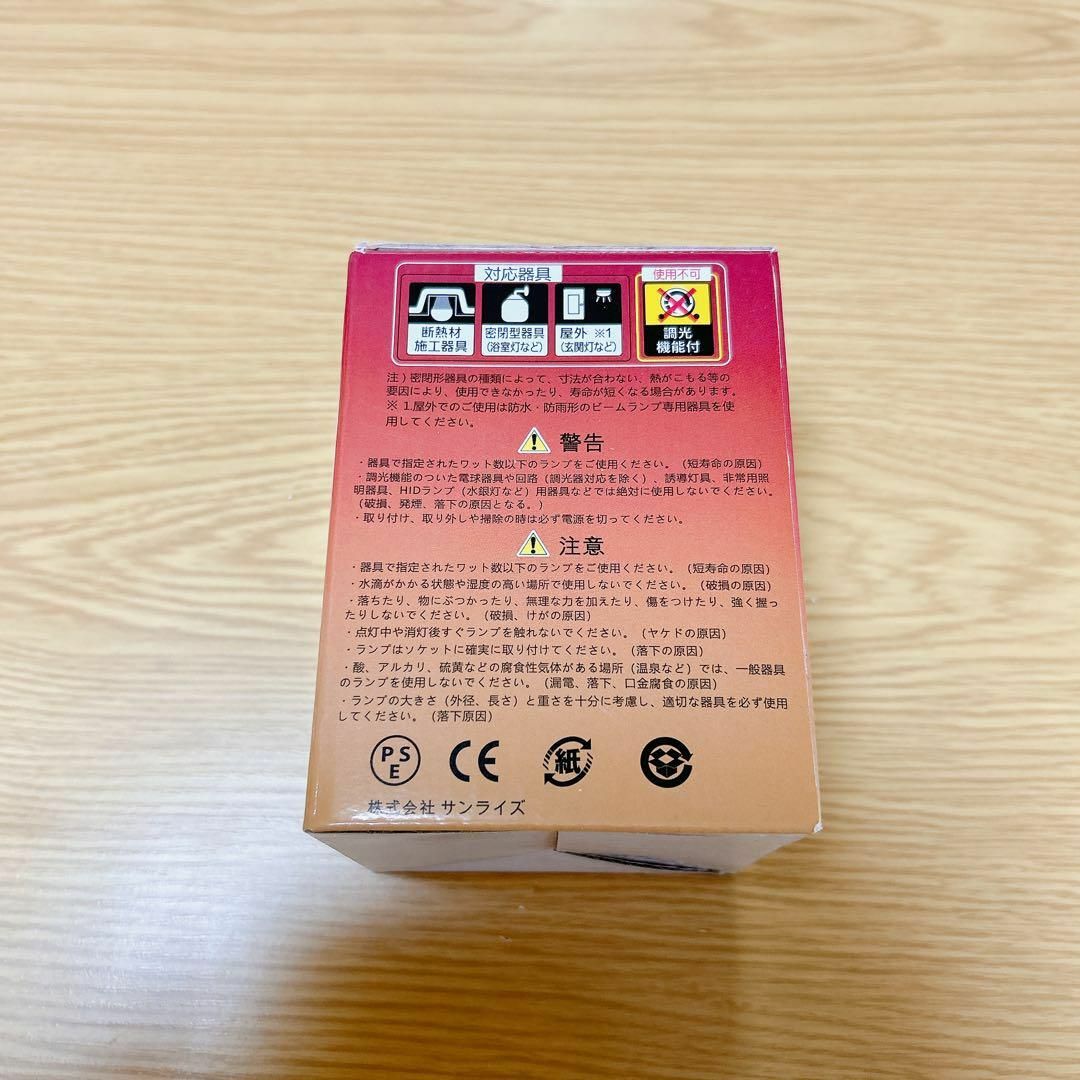 対応器具
使用不可
断熱材
施工器具
密閉型器具
(浴室灯など)
屋外 ※1
(玄関灯など)
調光
機能付
注）密閉形器具の種類によって、寸法が合わない、熱がこもる等の
要因により、使用できなかったり、寿命が短くなる場合があります。
※ 1.屋外でのご使用は防水・防雨形のビームランプ専用器具を使
用してください。
警告
・器具で指定されたワット数以下のランプをご使用ください。(短寿命の原因)
・調光機能のついた電球器具や回路（調光器対応を除く）、誘導灯具、非常用照
明器具、HIDランプ（水銀灯など）用器具などでは絶対に使用しないでください。
（破損、発煙、落下の原因となる。）
・取り付け、取り外しや掃除の時は必ず電源を切ってください。
注意
・器具で指定されたワット数以下のランプをご使用ください。（短寿命の原因）
・水滴がかかる状態や湿度の高い場所で使用しないでください。（破損の原因）
・落ちたり、物にぶつかったり、無理な力を加えたり、傷をつけたり、強く握っ
たりしないでください。（破損、けがの原因）
・点灯中や消灯後すぐランプを触れないでください。（ヤケドの原因）
・ランプはソケットに確実に取り付けてください。（落下の原因）
・酸、アルカリ、硫黄などの腐食性気体がある場所（温泉など）では、一般器具
のランプを使用しないでください。（漏電、落下、口金腐食の原因）
・ランプの大きさ（外径、長さ）と重さを十分に考慮し、適切な器具を必ず使用
してください。（落下原因）
PSE
CE
紙
株式会社 サンライズ